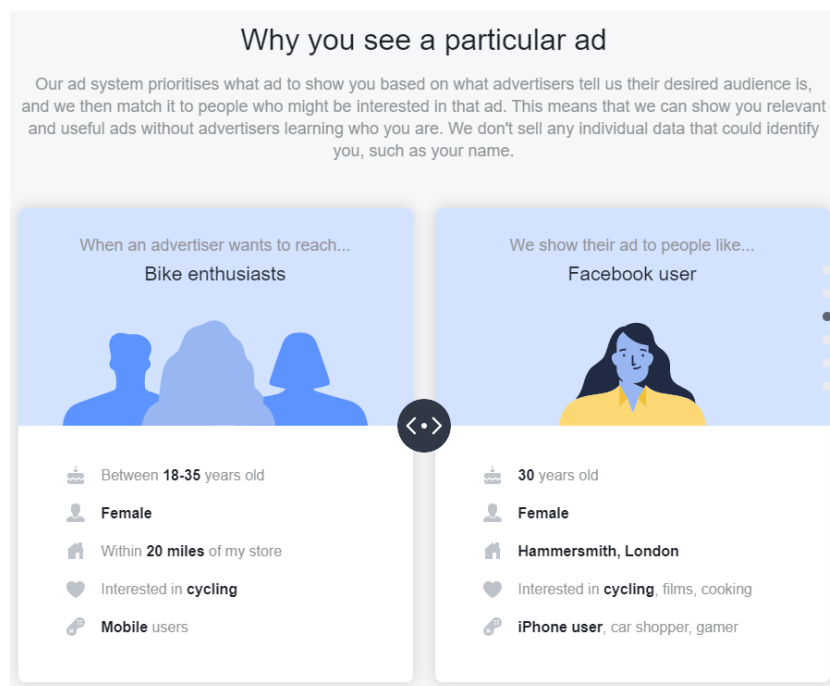 Why you see a particular ad
Our ad system prioritises what ad to show you based on what advertisers tell us their desired audience is,
and we then match it to people who might be interested in that ad. This means that we can show you relevant
and useful ads without advertisers learning who you are. We don't sell any individual data that could identify
you, such as your name.
When an advertiser wants to reach...
Bike enthusiasts
Between 18-35 years old
Female
Within 20 miles of my store
Interested in cycling
Mobile users
We show their ad to people like...
Facebook user
30 years old
Female
Hammersmith, London
Interested in cycling, films, cooking
iPhone user, car shopper, gamer